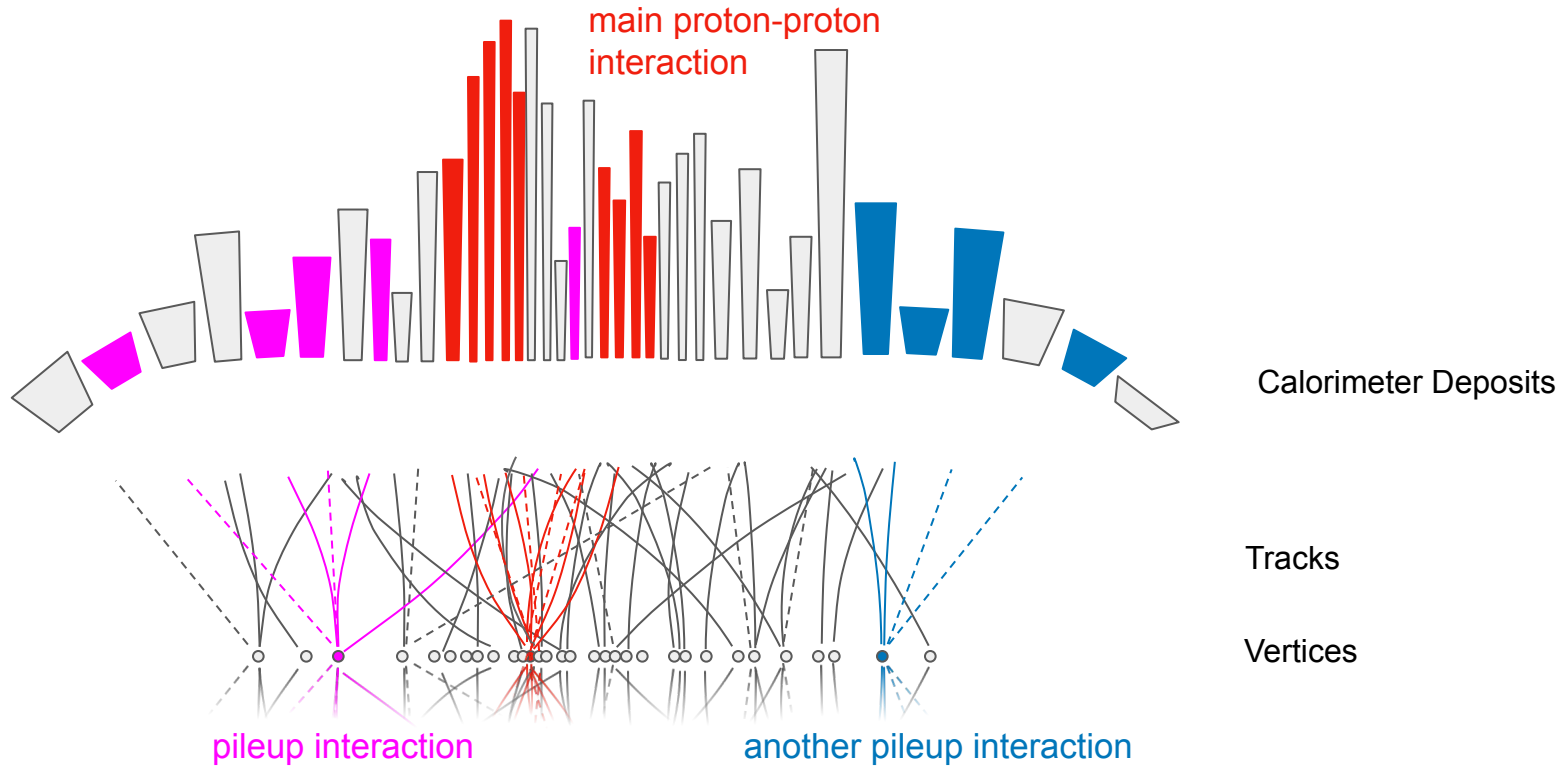 main proton-proton
interaction
Calorimeter Deposits
Tracks
Vertices
pileup interaction
another pileup interaction